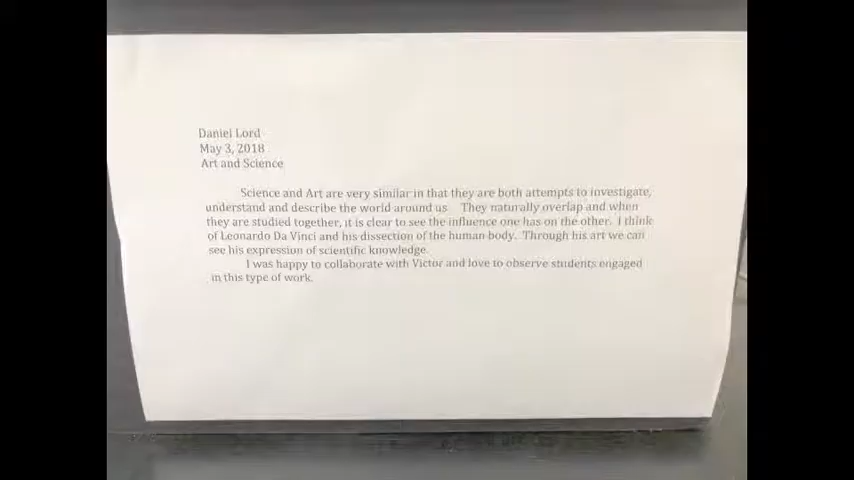 Daniel Lord
May 3, 2018
Art and Science
Science and Art are very similar in that they are both attempts to investigate,
understand and describe the world around us. They naturally overlap and when
they are studied together, it is clear to see the influence one has on the other. I think
of Leonardo Da Vinci and his dissection of the human body. Through his art we can
see his expression of scientific knowledge.
I was happy to collaborate with Victor and love to observe students engaged
in this type of work.